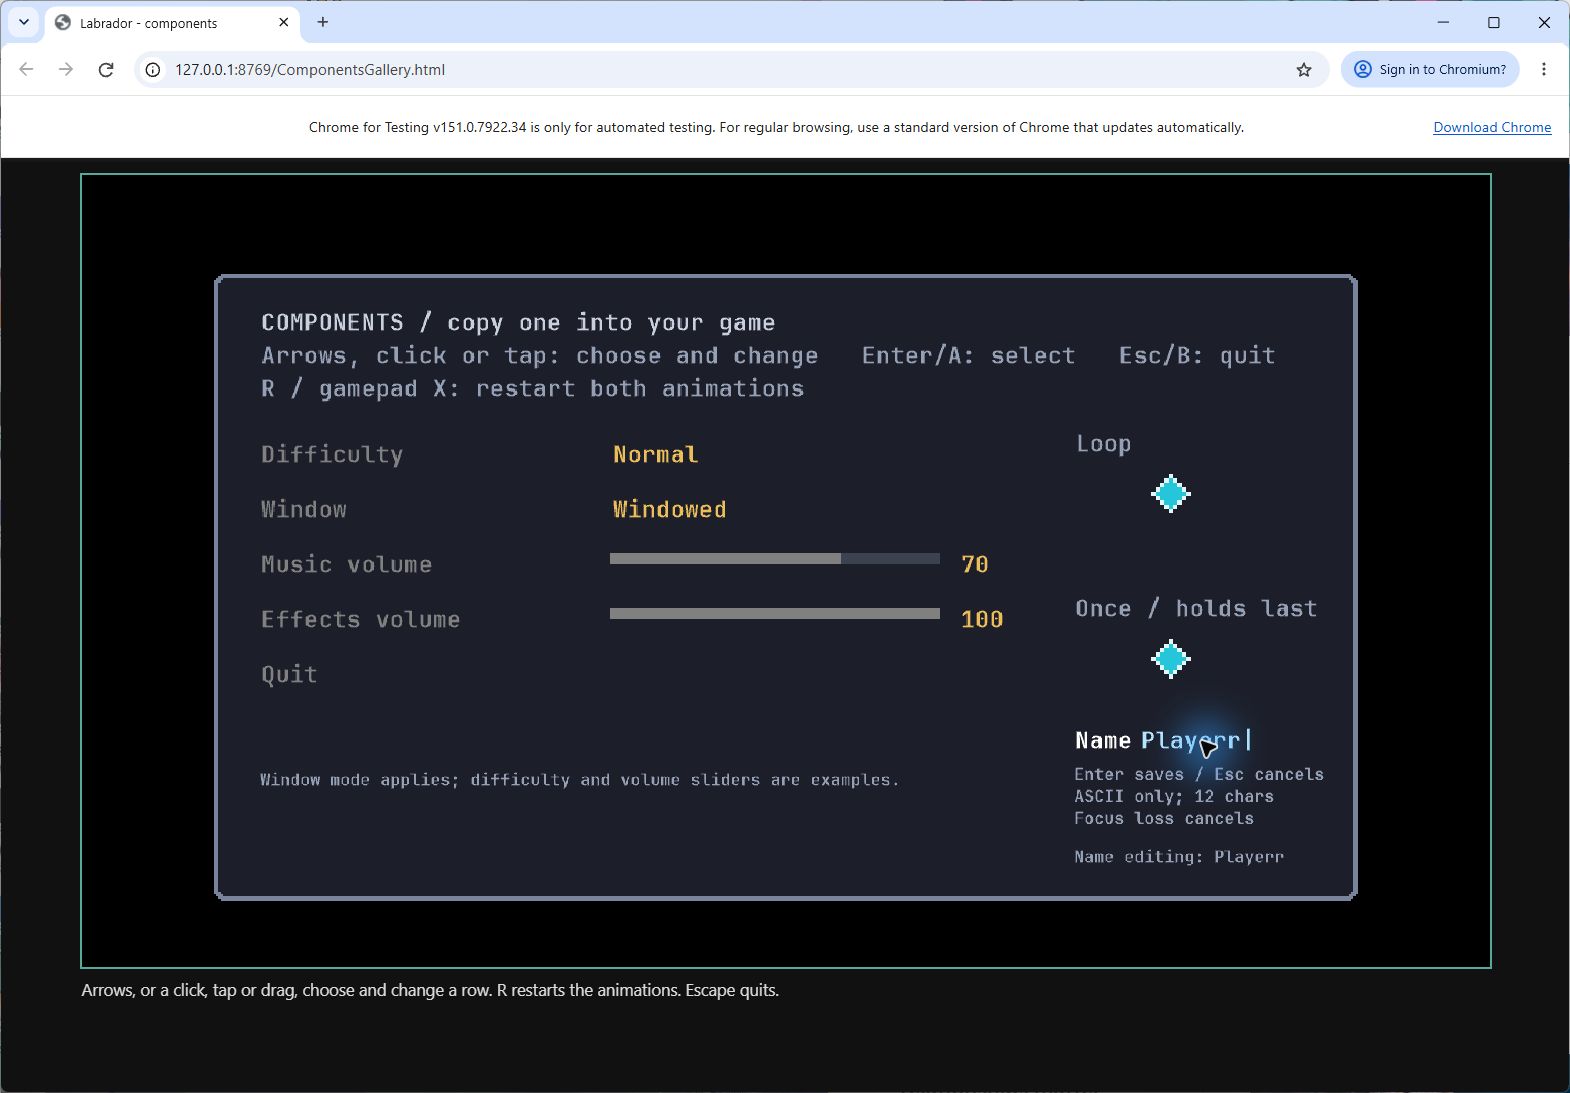 Labrador - components
127.0.0.1:8769/ComponentsGallery.html
Sign in to Chromium?
Chrome for Testing v151.0.7922.34 is only for automated testing. For regular browsing, use a standard version of Chrome that updates automatically.
Download Chrome
COMPONENTS / copy one into your game
Arrows, click or tap: choose and change Enter/A: select Esc/B: quit
R / gamepad X: restart both animations
Loop
Difficulty Normal
Window Windowed
Music volume 70
Once / holds last
Effects volume 100
Quit
Name Playerr|
Window mode applies; difficulty and volume sliders are examples.
Enter saves / Esc cancels
ASCII only; 12 chars
Focus loss cancels
Name editing: Playerr
Arrows, or a click, tap or drag, choose and change a row. R restarts the animations. Escape quits.